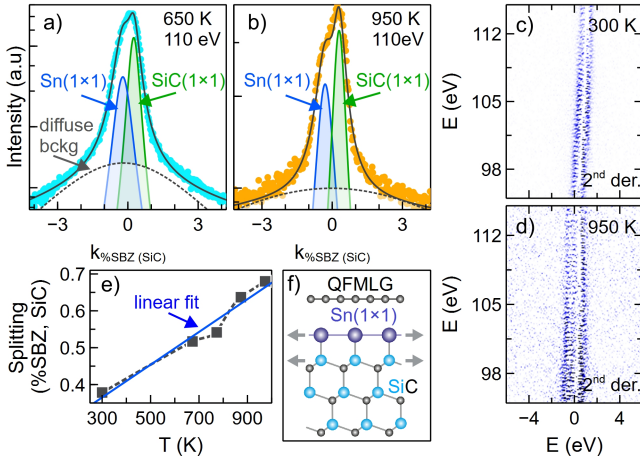 a)
650 K
110 eV
Sn(1×1)
SiC(1×1)
diffuse
bckg
Intensity (a.u)
−3
0
3
k%SBZ (SiC)
b)
950 K
110eV
Sn(1×1)
SiC(1×1)
−3
0
3
k%SBZ (SiC)
c)
300 K
E (eV)
112
105
98
2nd der.
d)
950 K
E (eV)
112
105
98
2nd der.
−4
0
4
E (eV)
e)
linear fit
Splitting
(%SBZ, SiC)
0.7
0.6
0.5
0.4
300
500
700
900
T (K)
f)
QFMLG
Sn(1×1)
SiC